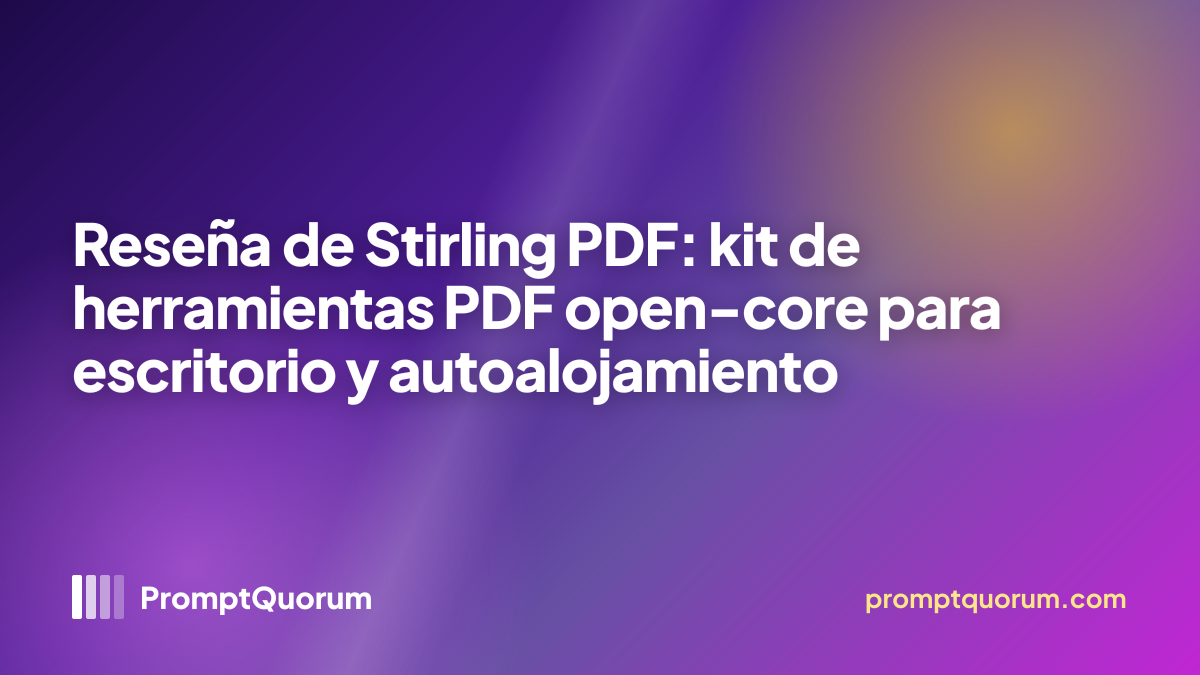 Reseña de Stirling PDF: kit de
herramientas PDF open-core para
escritorio y autoalojamiento
PromptQuorum
promptquorum.com